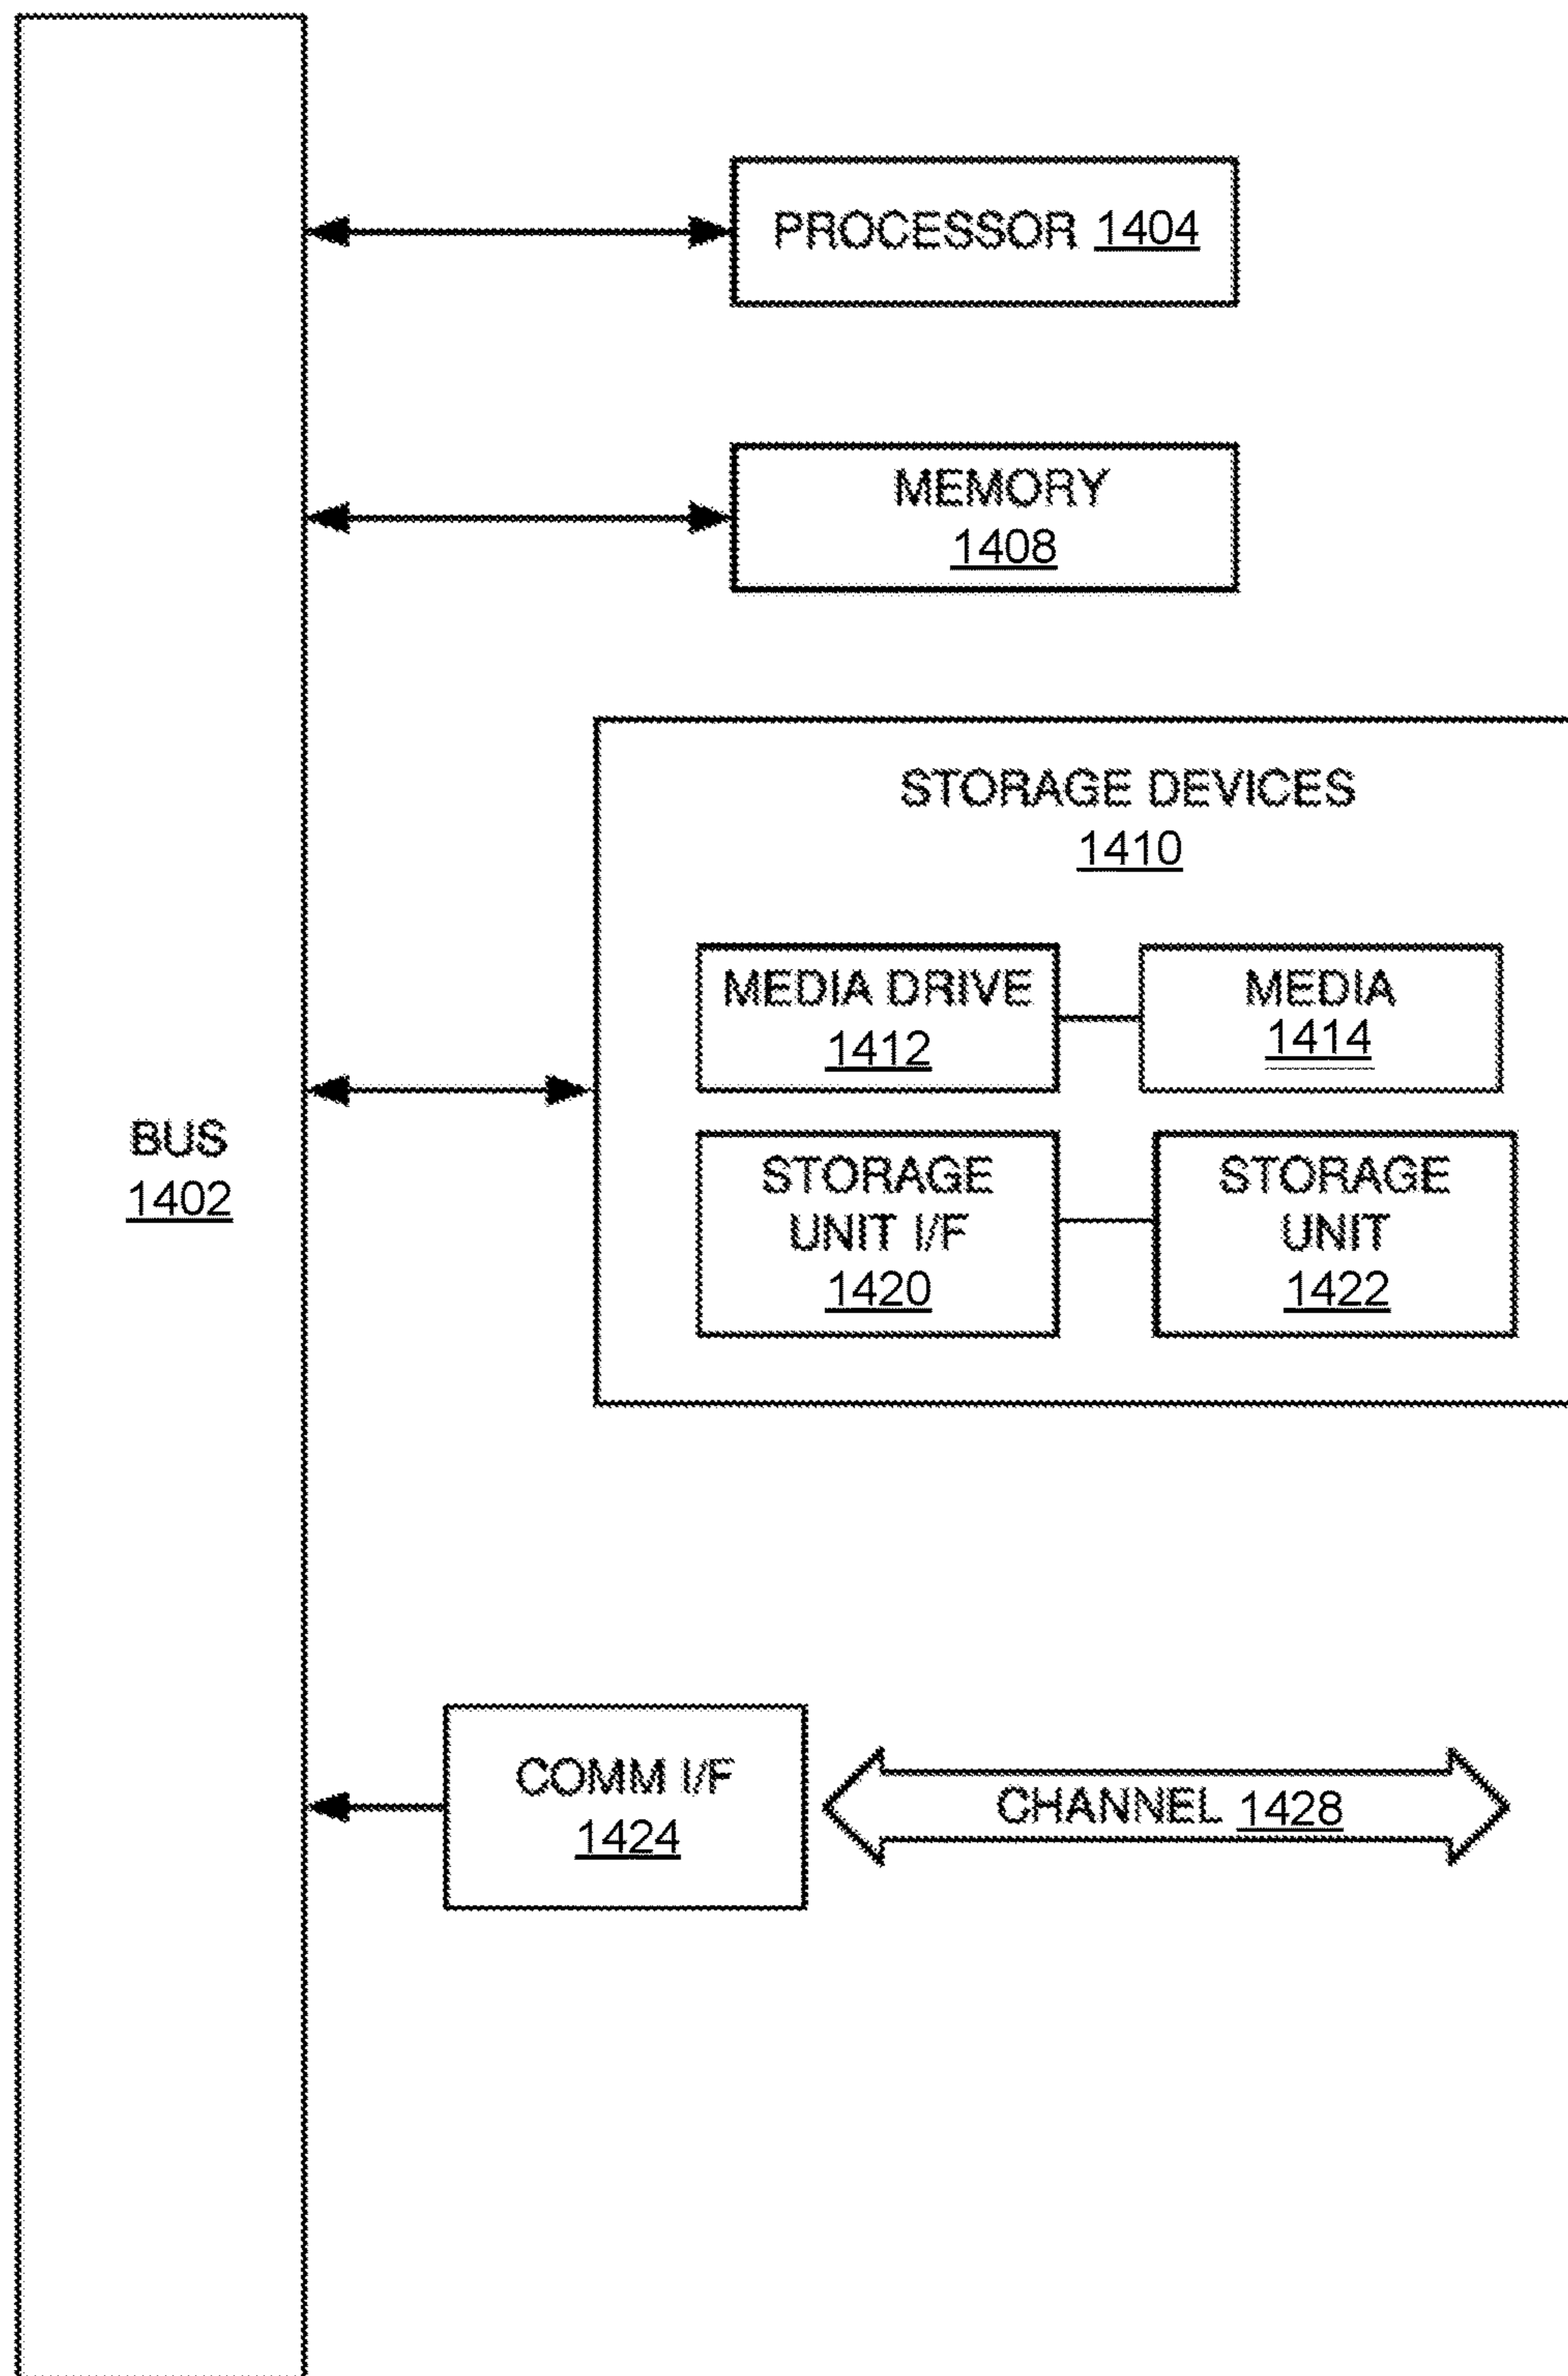 PROCESSOR 1404
MEMORY
1408
STORAGE DEVICES
1410
MEDIA DRIVE
1412
MEDIA
1414
BUS
1402
STORAGE
UNIT I/F
1420
STORAGE
UNIT
1422
COMM I/F
1424
CHANNEL 1428